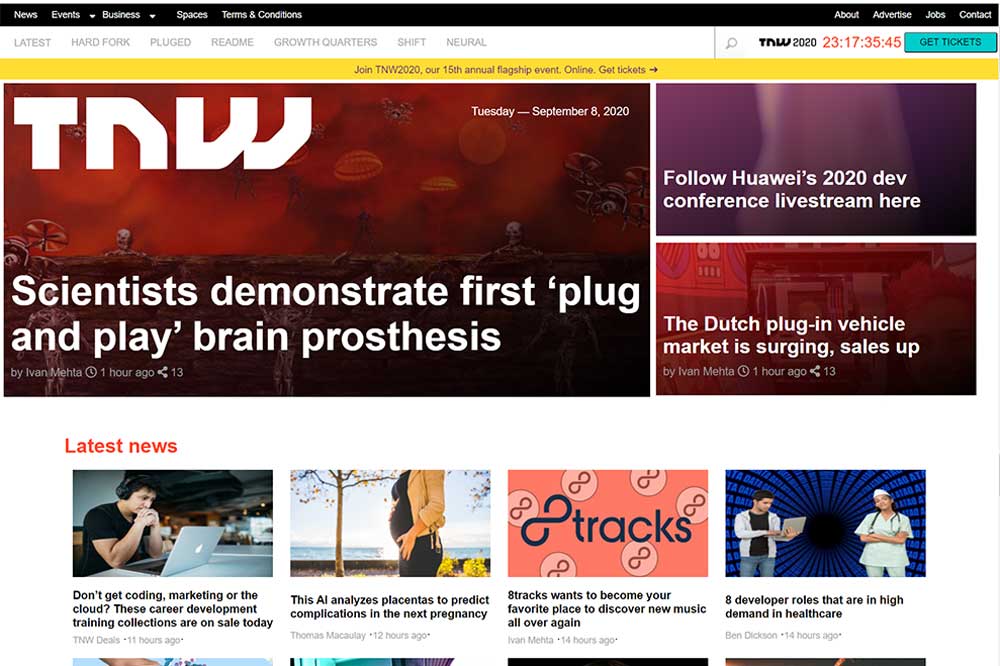 News Events Business Spaces Terms & Conditions About Advertise Jobs Contact
LATEST HARD FORK PLUGED README GROWTH QUARTERS SHIFT NEURAL TNW 2020 23:17:35:45 GET TICKETS
Join TNW2020, our 15th annual flagship event. Online. Get tickets →
TNW
Tuesday — September 8, 2020
Scientists demonstrate first ‘plug
and play’ brain prosthesis
by Ivan Mehta 1 hour ago 13
Follow Huawei’s 2020 dev
conference livestream here
The Dutch plug-in vehicle
market is surging, sales up
by Ivan Mehta 1 hour ago 13
Latest news
Don’t get coding, marketing or the
cloud? These career development
training collections are on sale today
TNW Deals •11 hours ago•
This AI analyzes placentas to predict
complications in the next pregnancy
Thomas Macaulay •12 hours ago•
8tracks
8tracks wants to become your
favorite place to discover new music
all over again
Ivan Mehta •14 hours ago•
8 developer roles that are in high
demand in healthcare
Ben Dickson •14 hours ago•